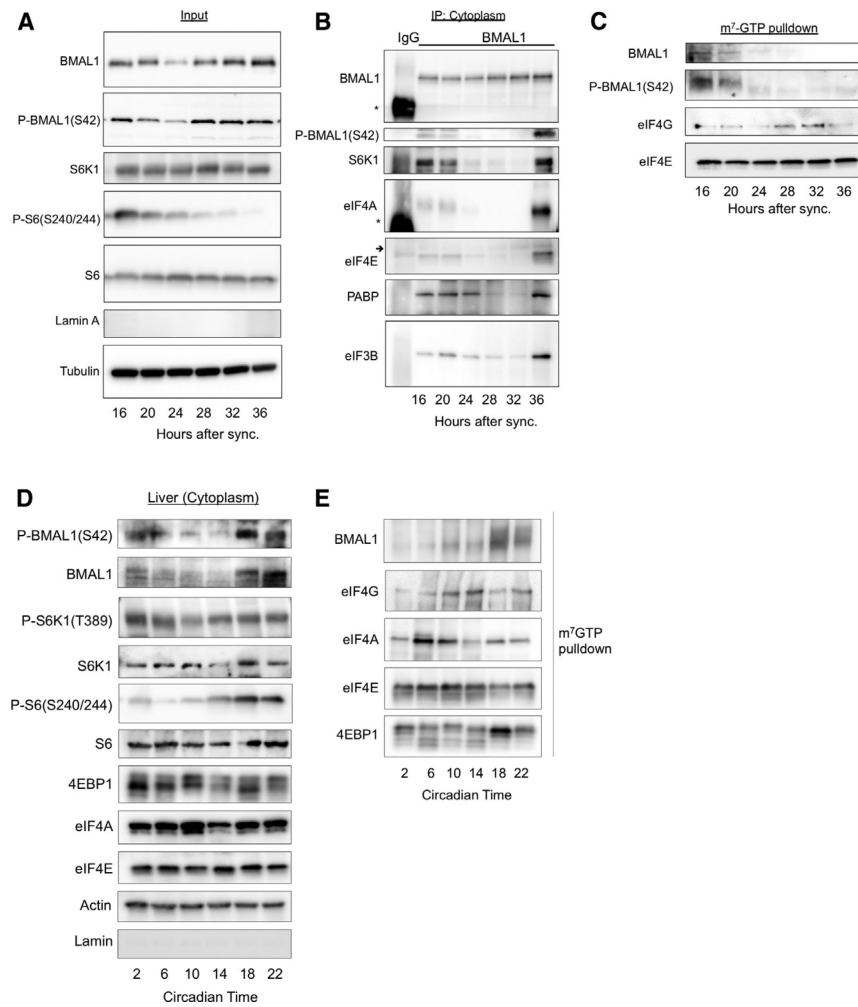 A
Input
BMAL1
P-BMAL1(S42)
S6K1
P-S6(S240/244)
S6
Lamin A
Tubulin
16 20 24 28 32 36
Hours after sync.
B
IP: Cytoplasm
IgG BMAL1
BMAL1
*
P-BMAL1(S42)
S6K1
eIF4A
*
eIF4E
PABP
eIF3B
16 20 24 28 32 36
Hours after sync.
C
m⁷-GTP pulldown
BMAL1
P-BMAL1(S42)
eIF4G
eIF4E
16 20 24 28 32 36
Hours after sync.
D
Liver (Cytoplasm)
P-BMAL1(S42)
BMAL1
P-S6K1(T389)
S6K1
P-S6(S240/244)
S6
4EBP1
eIF4A
eIF4E
Actin
Lamin
2 6 10 14 18 22
Circadian Time
E
BMAL1
eIF4G
eIF4A
eIF4E
4EBP1
2 6 10 14 18 22
Circadian Time
m⁷GTP
pulldown